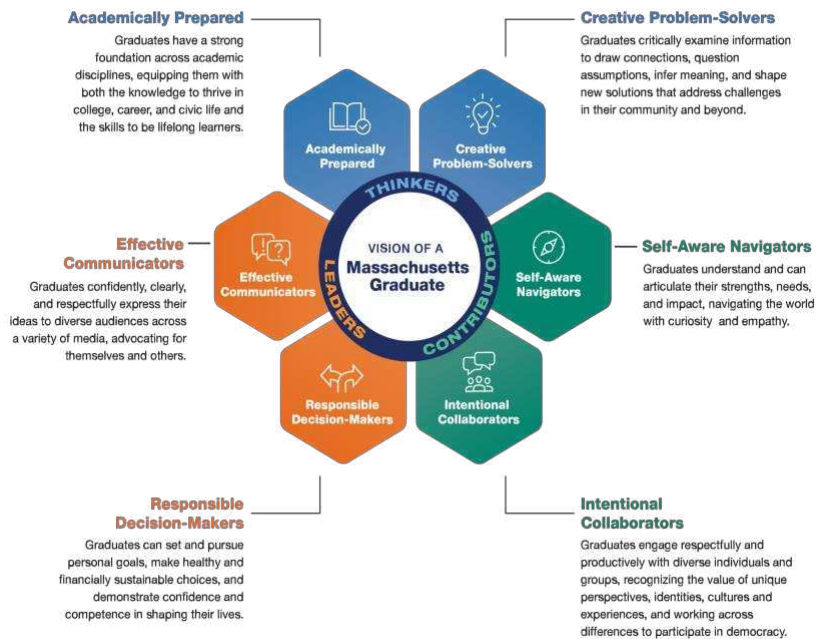 Academically Prepared
Graduates have a strong
foundation across academic
disciplines, equipping them with
both the knowledge to thrive in
college, career, and civic life and
the skills to be lifelong learners.
Creative Problem-Solvers
Graduates critically examine information
to draw connections, question
assumptions, infer meaning, and shape
new solutions that address challenges
in their community and beyond.
Academically
Prepared
Creative
Problem-Solvers
THINKERS
LEADERS
CONTRIBUTORS
VISION OF A
Massachusetts
Graduate
Effective
Communicators
Graduates confidently, clearly,
and respectfully express their
ideas to diverse audiences across
a variety of media, advocating for
themselves and others.
Effective
Communicators
Self-Aware
Navigators
Self-Aware Navigators
Graduates understand and can
articulate their strengths, needs,
and impact, navigating the world
with curiosity and empathy.
Responsible
Decision-Makers
Intentional
Collaborators
Responsible
Decision-Makers
Graduates can set and pursue
personal goals, make healthy and
financially sustainable choices, and
demonstrate confidence and
competence in shaping their lives.
Intentional
Collaborators
Graduates engage respectfully and
productively with diverse individuals and
groups, recognizing the value of unique
perspectives, identities, cultures and
experiences, and working across
differences to participate in democracy.